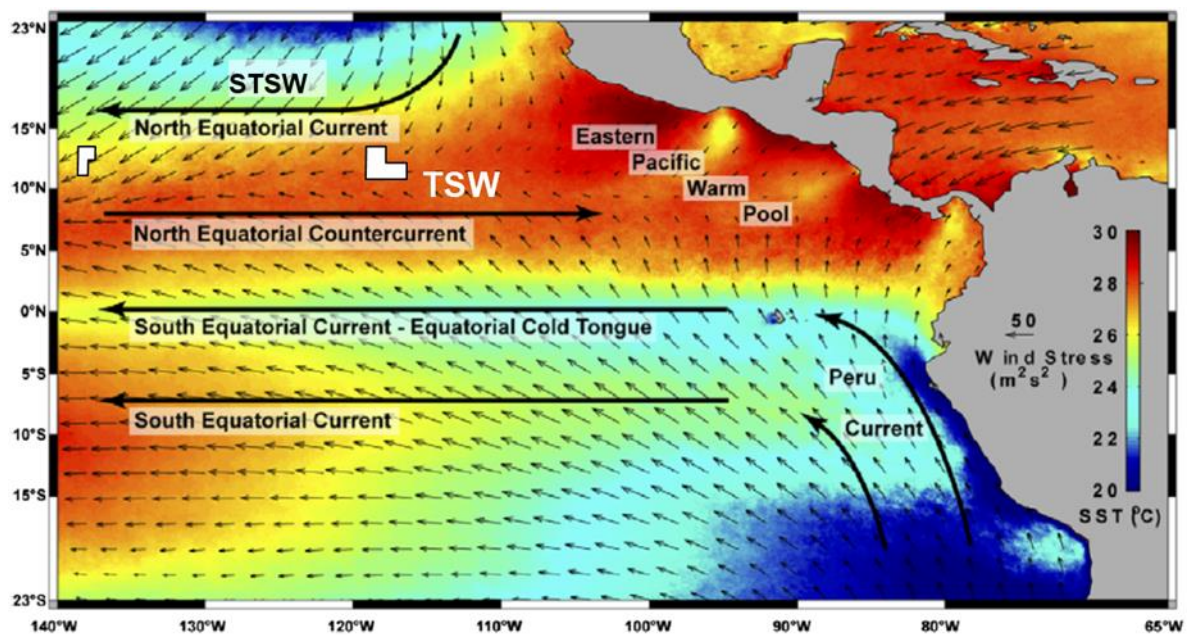 23°N
STSW
15°N
North Equatorial Current
Eastern
Pacific
Warm
Pool
10°N
TSW
North Equatorial Countercurrent
5°N
30
28
26
24
22
20
SST (°C)
0°N
South Equatorial Current - Equatorial Cold Tongue
50
Wind Stress
(m²s²)
5°S
Peru
Current
South Equatorial Current
10°S
15°S
23°S
140°W
130°W
120°W
110°W
100°W
90°W
80°W
65°W